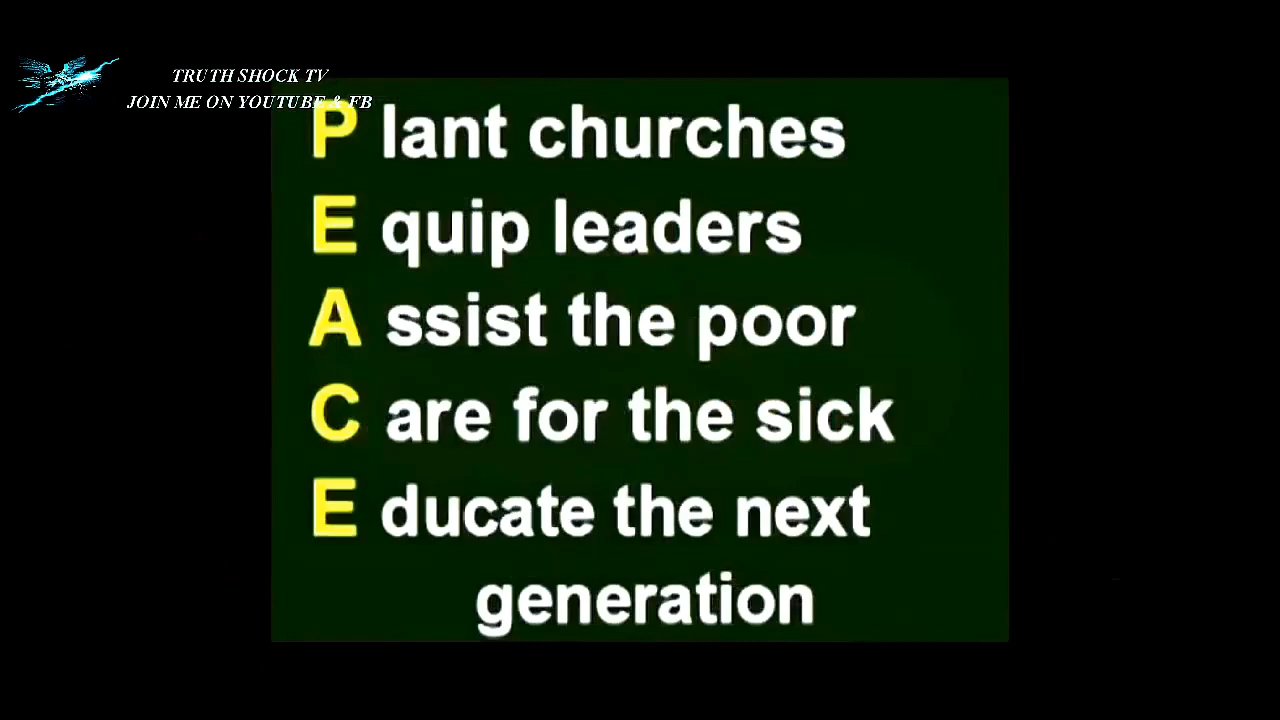 TRUTH SHOCK TV
JOIN ME ON YOUTUBE & FB
P lant churches
E quip leaders
A ssist the poor
C are for the sick
E ducate the next
generation